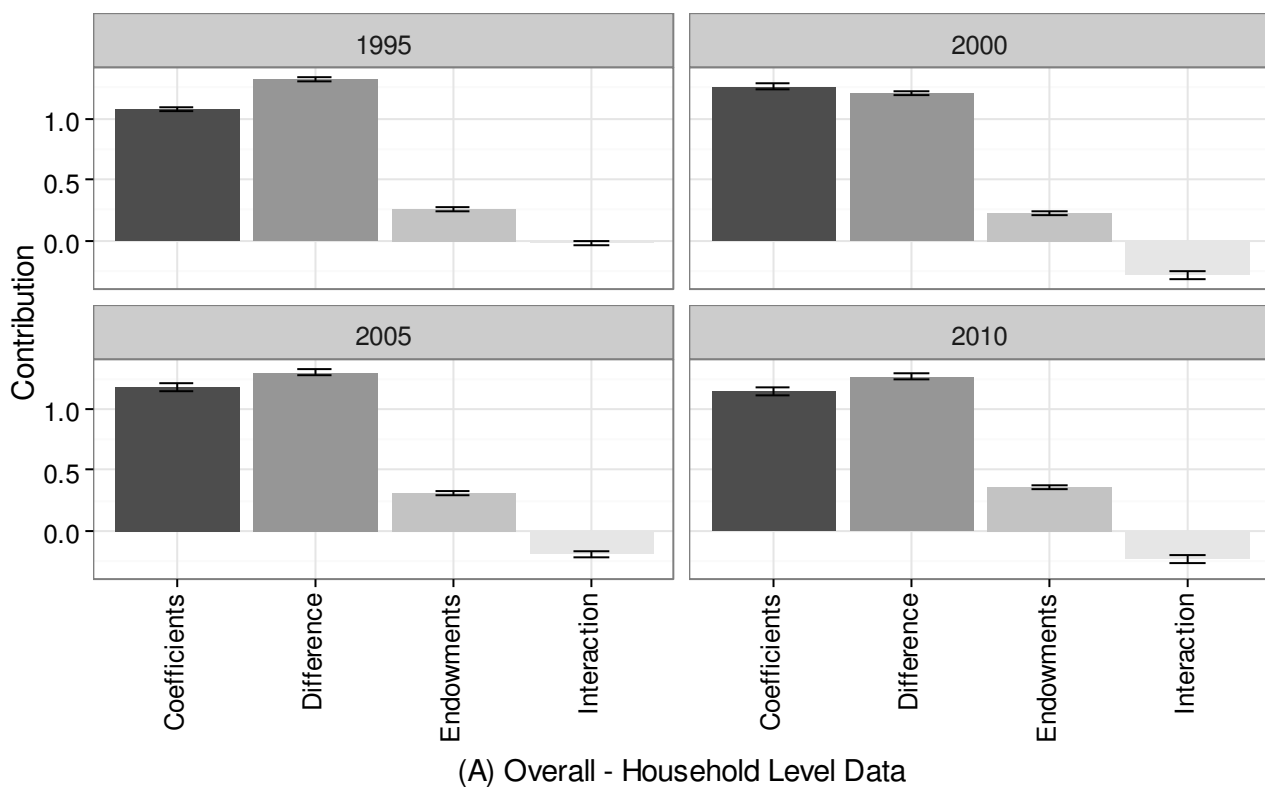 1995
2000
1.0
0.5
0.0
Contribution
2005
2010
1.0
0.5
0.0
Coefficients
Difference
Endowments
Interaction
Coefficients
Difference
Endowments
Interaction
(A) Overall - Household Level Data